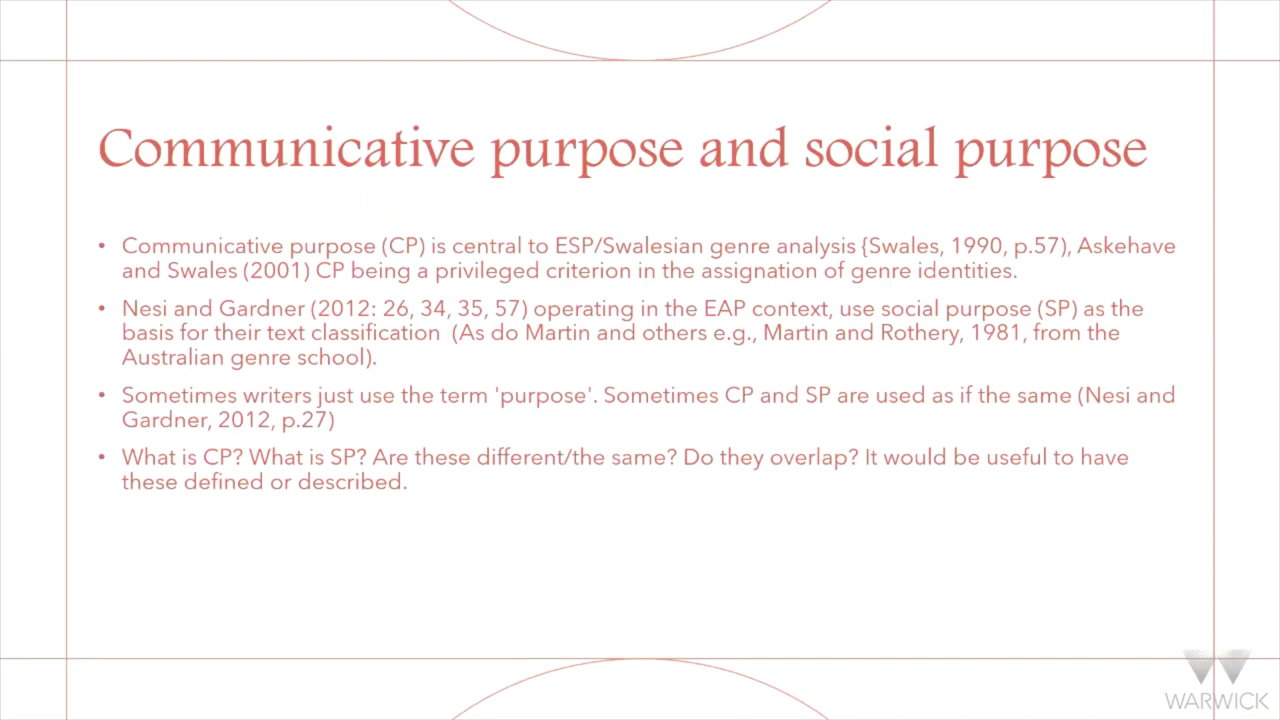 Communicative purpose and social purpose
• Communicative purpose (CP) is central to ESP/Swalesian genre analysis {Swales, 1990, p.57), Askehave
and Swales (2001) CP being a privileged criterion in the assignation of genre identities.
• Nesi and Gardner (2012: 26, 34, 35, 57) operating in the EAP context, use social purpose (SP) as the
basis for their text classification  (As do Martin and others e.g., Martin and Rothery, 1981, from the
Australian genre school).
• Sometimes writers just use the term 'purpose'. Sometimes CP and SP are used as if the same (Nesi and
Gardner, 2012, p.27)
• What is CP? What is SP? Are these different/the same? Do they overlap? It would be useful to have
these defined or described.
WARWICK